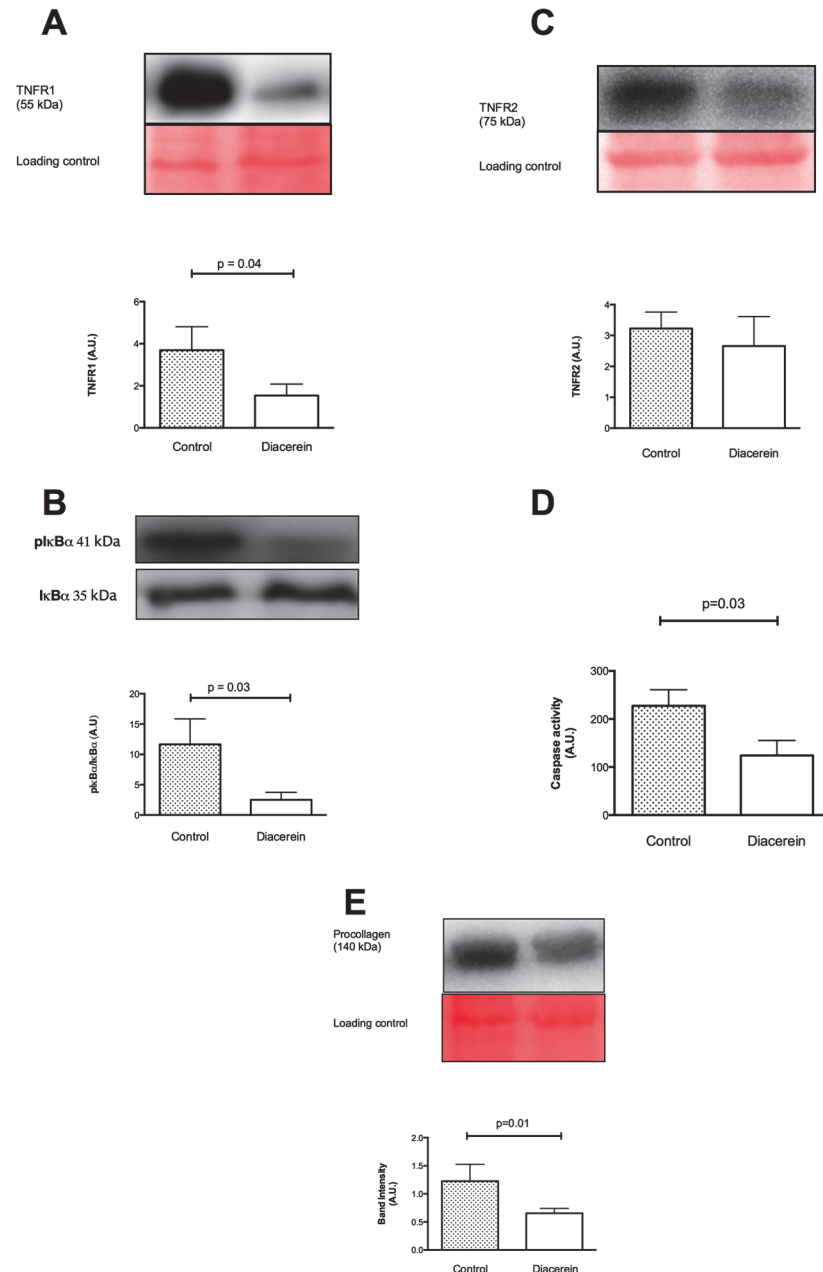 A
TNFR1
(55 kDa)
Loading control
p = 0.04
6
4
2
0
TNFR1 (A.U.)
Control
Diacerein
C
TNFR2
(75 kDa)
Loading control
4
3
2
1
0
TNFR2 (A.U.)
Control
Diacerein
B
pIκBα 41 kDa
IκBα 35 kDa
p = 0.03
20
15
10
5
0
pIκBα/IκBα (A.U)
Control
Diacerein
D
p=0.03
300
200
100
0
Caspase activity
(A.U.)
Control
Diacerein
E
Procollagen
(140 kDa)
Loading control
p=0.01
2.0
1.5
1.0
0.5
0.0
Band Intensity
(A.U.)
Control
Diacerein